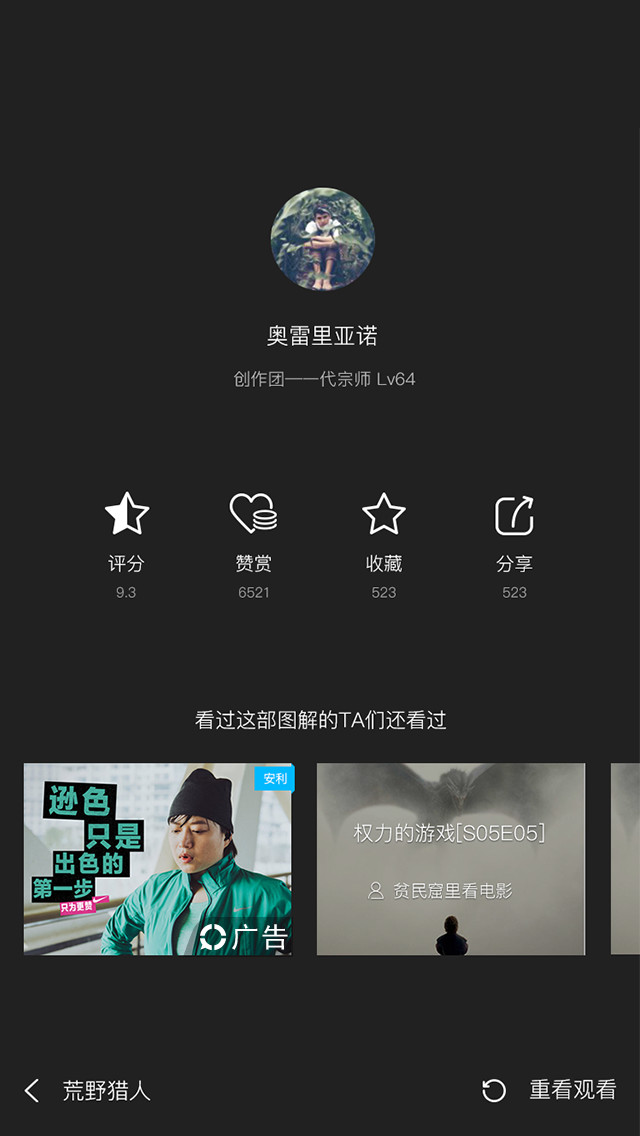 奥雷里亚诺
创作团——一代宗师 Lv64
评分
赞赏
收藏
分享
9.3
6521
523
523
看过这部图解的TA们还看过
安利
逊色
只是
出色的
第一步
只为更赞
广告
权力的游戏[S05E05]
贫民窟里看电影
荒野猎人
重看观看